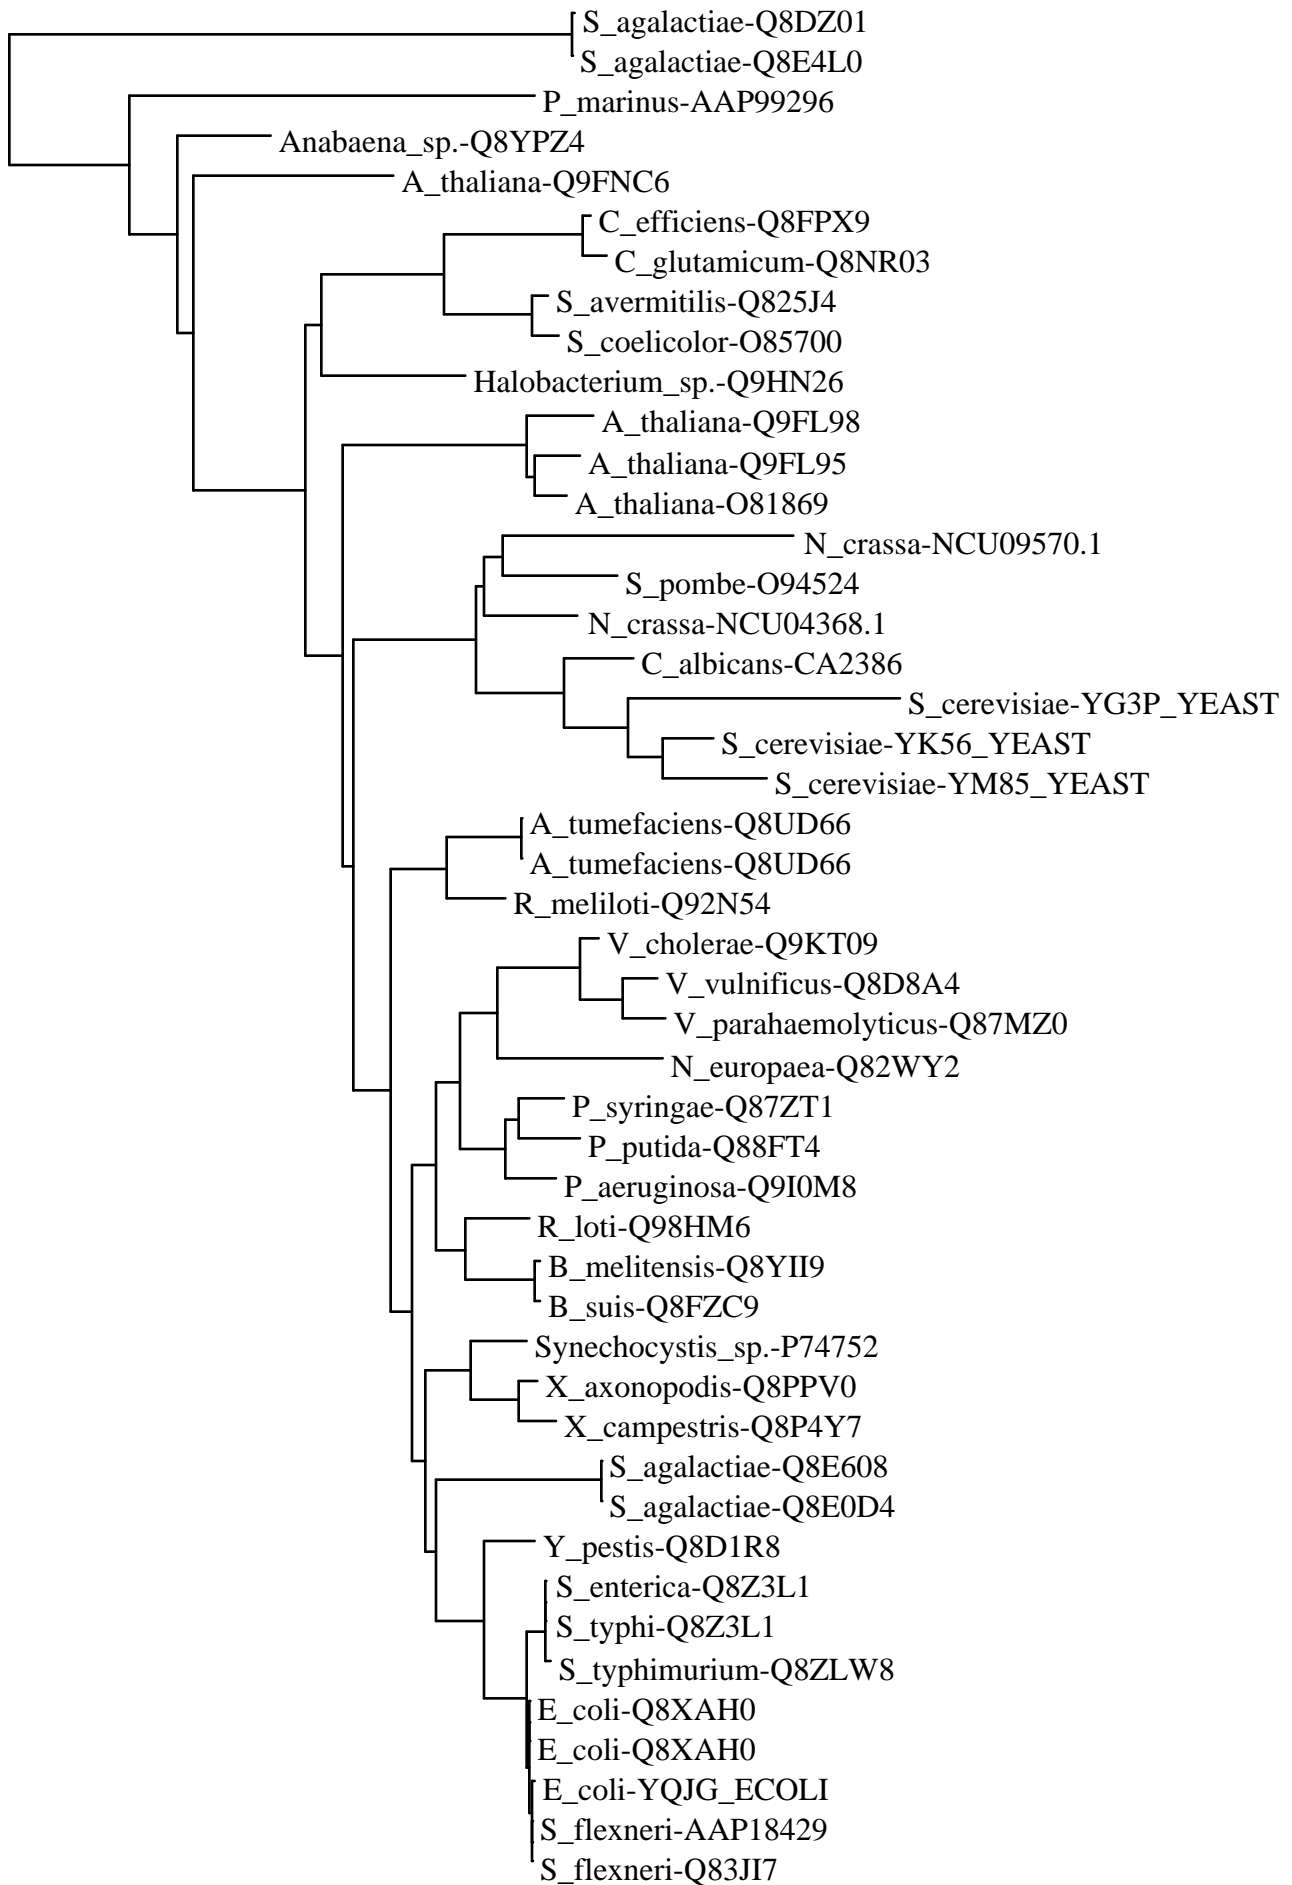 S_agalactiae-Q8DZ01
S_agalactiae-Q8E4L0
P_marinus-AAP99296
Anabaena_sp.-Q8YPZ4
A_thaliana-Q9FNC6
C_efficiens-Q8FPX9
C_glutamicum-Q8NR03
S_avermitilis-Q825J4
S_coelicolor-O85700
Halobacterium_sp.-Q9HN26
A_thaliana-Q9FL98
A_thaliana-Q9FL95
A_thaliana-O81869
N_crassa-NCU09570.1
S_pombe-O94524
N_crassa-NCU04368.1
C_albicans-CA2386
S_cerevisiae-YG3P_YEAST
S_cerevisiae-YK56_YEAST
S_cerevisiae-YM85_YEAST
A_tumefaciens-Q8UD66
A_tumefaciens-Q8UD66
R_meliloti-Q92N54
V_cholerae-Q9KT09
V_vulnificus-Q8D8A4
V_parahaemolyticus-Q87MZ0
N_europaea-Q82WY2
P_syringae-Q87ZT1
P_putida-Q88FT4
P_aeruginosa-Q9I0M8
R_loti-Q98HM6
B_melitensis-Q8YII9
B_suis-Q8FZC9
Synechocystis_sp.-P74752
X_axonopodis-Q8PPV0
X_campestris-Q8P4Y7
S_agalactiae-Q8E608
S_agalactiae-Q8E0D4
Y_pestis-Q8D1R8
S_enterica-Q8Z3L1
S_typhi-Q8Z3L1
S_typhimurium-Q8ZLW8
E_coli-Q8XAH0
E_coli-Q8XAH0
E_coli-YQJG_ECOLI
S_flexneri-AAP18429
S_flexneri-Q83JI7